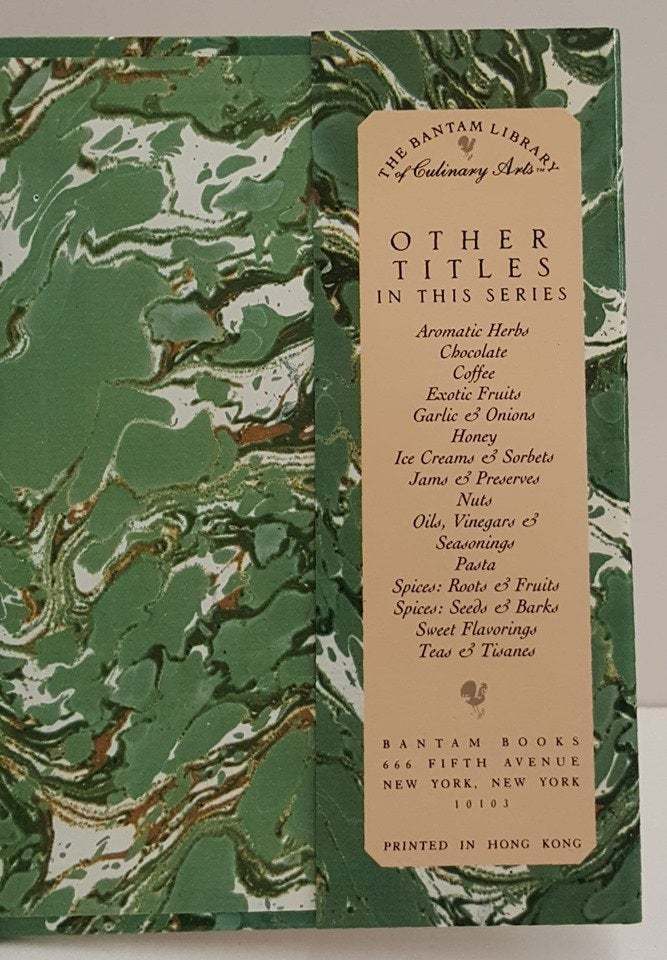 THE BANTAM LIBRARY
of Culinary Arts™
OTHER
TITLES
IN THIS SERIES
Aromatic Herbs
Chocolate
Coffee
Exotic Fruits
Garlic & Onions
Honey
Ice Creams & Sorbets
Jams & Preserves
Nuts
Oils, Vinegars &
Seasonings
Pasta
Spices: Roots & Fruits
Spices: Seeds & Barks
Sweet Flavorings
Teas & Tisanes
BANTAM BOOKS
666 FIFTH AVENUE
NEW YORK, NEW YORK
10103
PRINTED IN HONG KONG